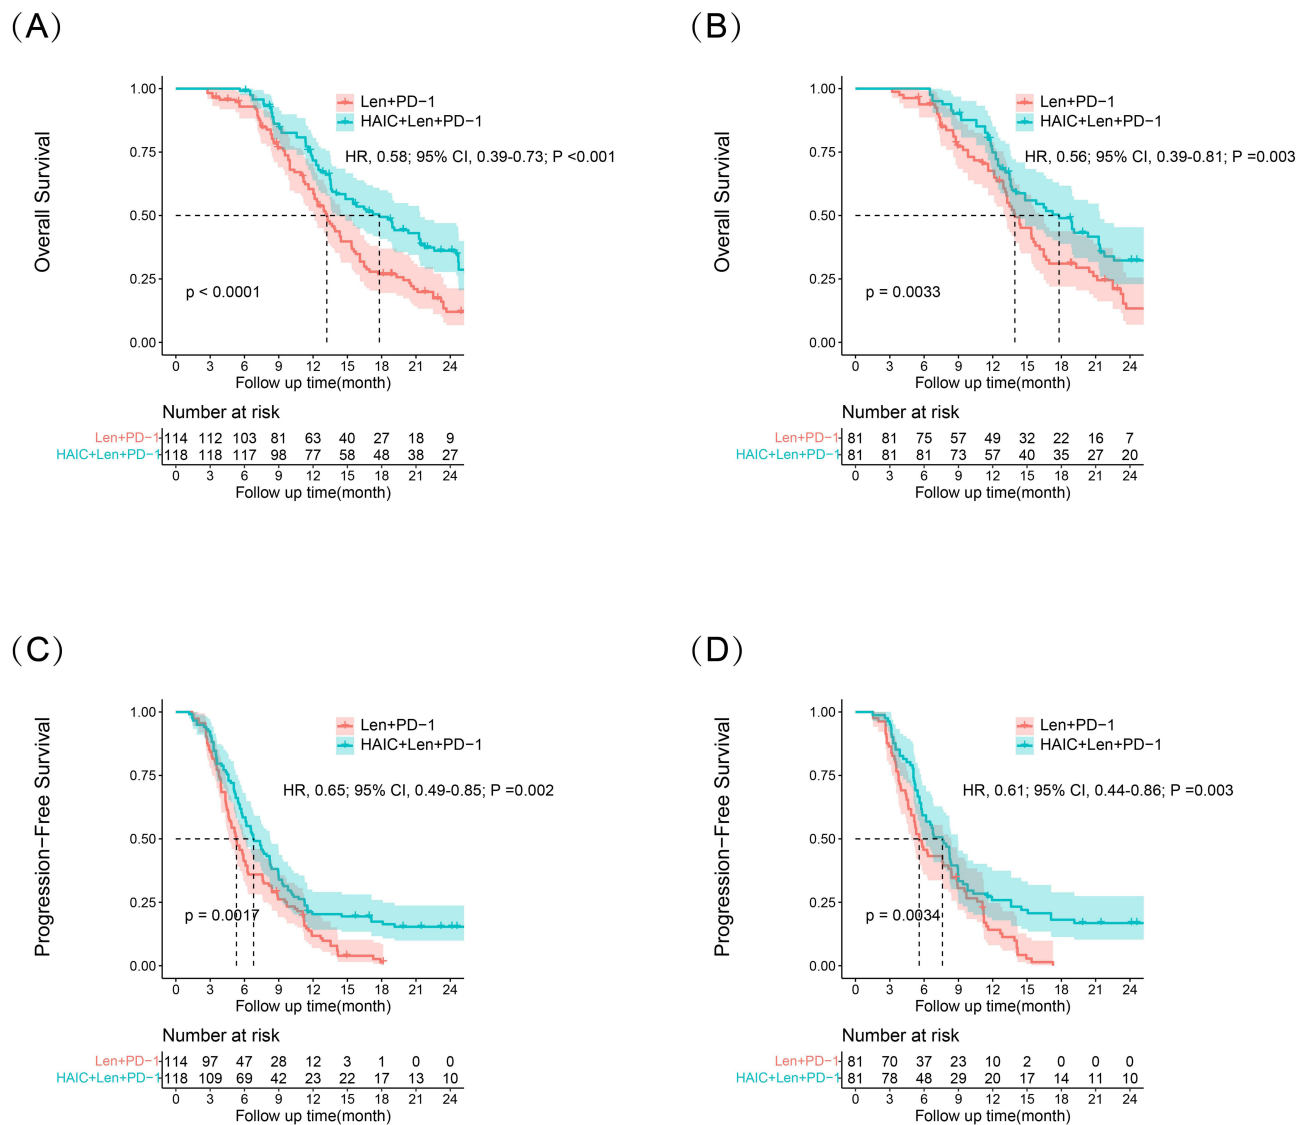 （A）
Overall Survival
1.00
0.75
0.50
0.25
0.00
Len+PD−1
HAIC+Len+PD−1
HR, 0.58; 95% CI, 0.39-0.73; P <0.001
p < 0.0001
0 3 6 9 12 15 18 21 24
Follow up time(month)
Number at risk
Len+PD−1 114 112 103 81 63 40 27 18 9
HAIC+Len+PD−1 118 118 117 98 77 58 48 38 27
0 3 6 9 12 15 18 21 24
Follow up time(month)
（B）
Overall Survival
1.00
0.75
0.50
0.25
0.00
Len+PD−1
HAIC+Len+PD−1
HR, 0.56; 95% CI, 0.39-0.81; P =0.003
p = 0.0033
0 3 6 9 12 15 18 21 24
Follow up time(month)
Number at risk
Len+PD−1 81 81 75 57 49 32 22 16 7
HAIC+Len+PD−1 81 81 81 73 57 40 35 27 20
0 3 6 9 12 15 18 21 24
Follow up time(month)
（C）
Progression−Free Survival
1.00
0.75
0.50
0.25
0.00
Len+PD−1
HAIC+Len+PD−1
HR, 0.65; 95% CI, 0.49-0.85; P =0.002
p = 0.0017
0 3 6 9 12 15 18 21 24
Follow up time(month)
Number at risk
Len+PD−1 114 97 47 28 12 3 1 0 0
HAIC+Len+PD−1 118 109 69 42 23 22 17 13 10
0 3 6 9 12 15 18 21 24
Follow up time(month)
（D）
Progression−Free Survival
1.00
0.75
0.50
0.25
0.00
Len+PD−1
HAIC+Len+PD−1
HR, 0.61; 95% CI, 0.44-0.86; P =0.003
p = 0.0034
0 3 6 9 12 15 18 21 24
Follow up time(month)
Number at risk
Len+PD−1 81 70 37 23 10 2 0 0 0
HAIC+Len+PD−1 81 78 48 29 20 17 14 11 10
0 3 6 9 12 15 18 21 24
Follow up time(month)